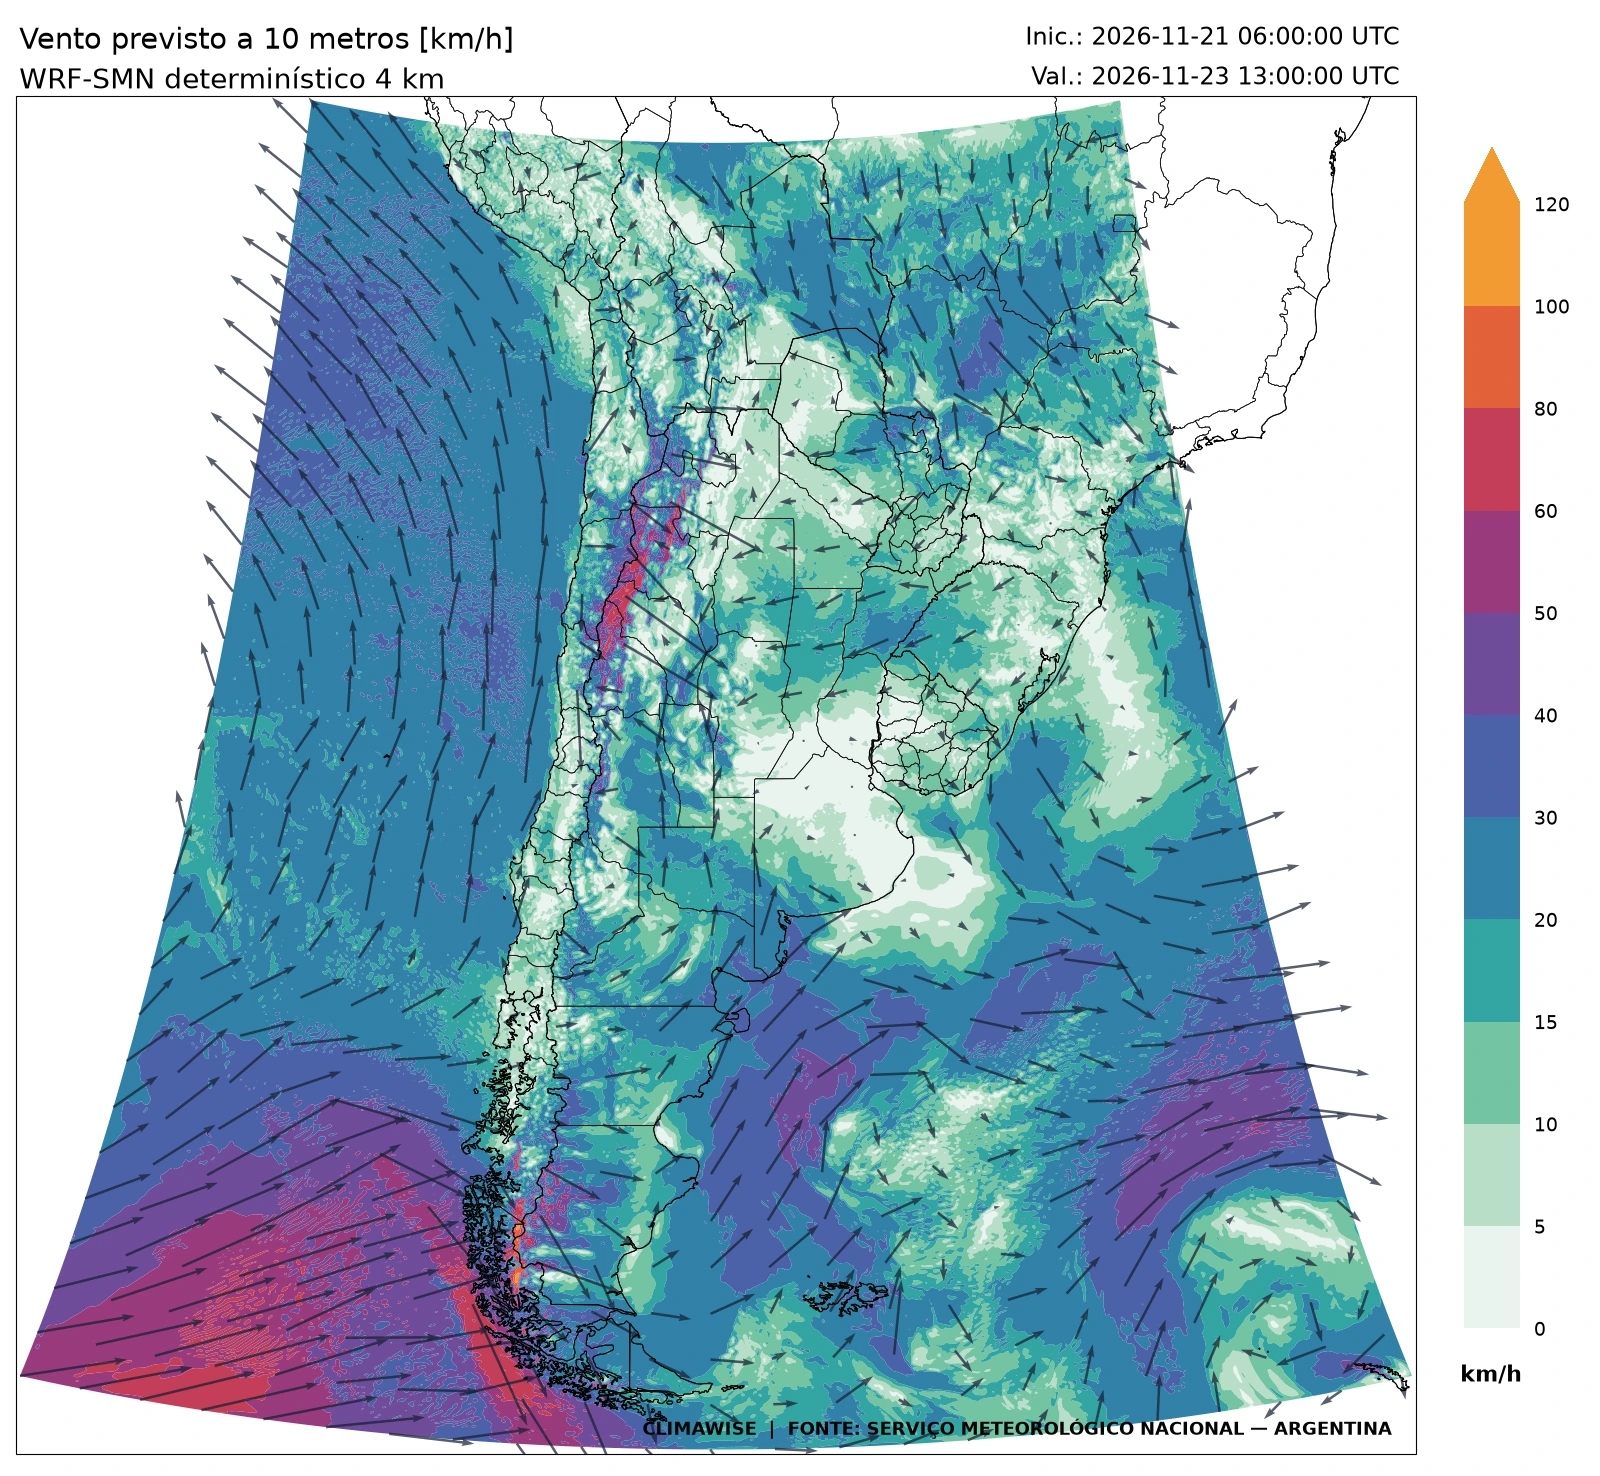 Vento previsto a 10 metros [km/h]
WRF-SMN determinístico 4 km
Inic.: 2026-11-21 06:00:00 UTC
Val.: 2026-11-23 13:00:00 UTC
120
100
80
60
50
40
30
20
15
10
5
0
km/h
CLIMAWISE | FONTE: SERVIÇO METEOROLÓGICO NACIONAL — ARGENTINA